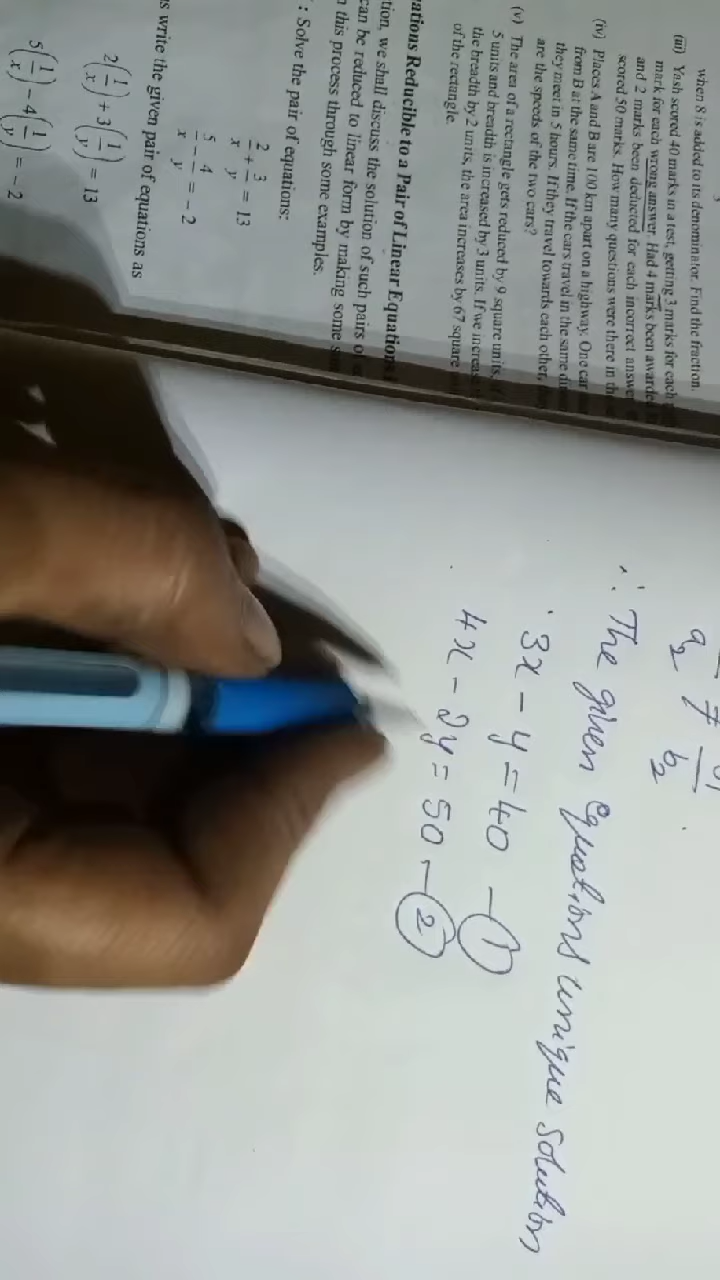 when 8 is added to its denominator. Find the fraction.
(iii) Yash scored 40 marks in a test, getting 3 marks for each
mark for each wrong answer. Had 4 marks been awarded
and 2 marks been deducted for each incorrect answer
scored 50 marks. How many questions were there in the
(iv) Places A and B are 100 km apart on a highway. One car
from B at the same time. If the cars travel in the same
they meet in 5 hours. If they travel towards each other,
are the speeds of the two cars?
(v) The area of a rectangle gets reduced by 9 square units,
5 units and breadth is increased by 3 units. If we increase
the breadth by 2 units, the area increases by 67 square
of the rectangle.
ations Reducible to a Pair of Linear Equations
tion, we shall discuss the solution of such pairs
can be reduced to linear form by making some
this process through some examples.
: Solve the pair of equations:
2/x + 3/y = 13
5/x - 4/y = -2
us write the given pair of equations as
2(1/x) + 3(1/y) = 13
5(1/x) - 4(1/y) = -2
a2 ≠ b2
∴ The given equations unique solution
3x - y = 40 - (1)
4x - 2y = 50 - (2)